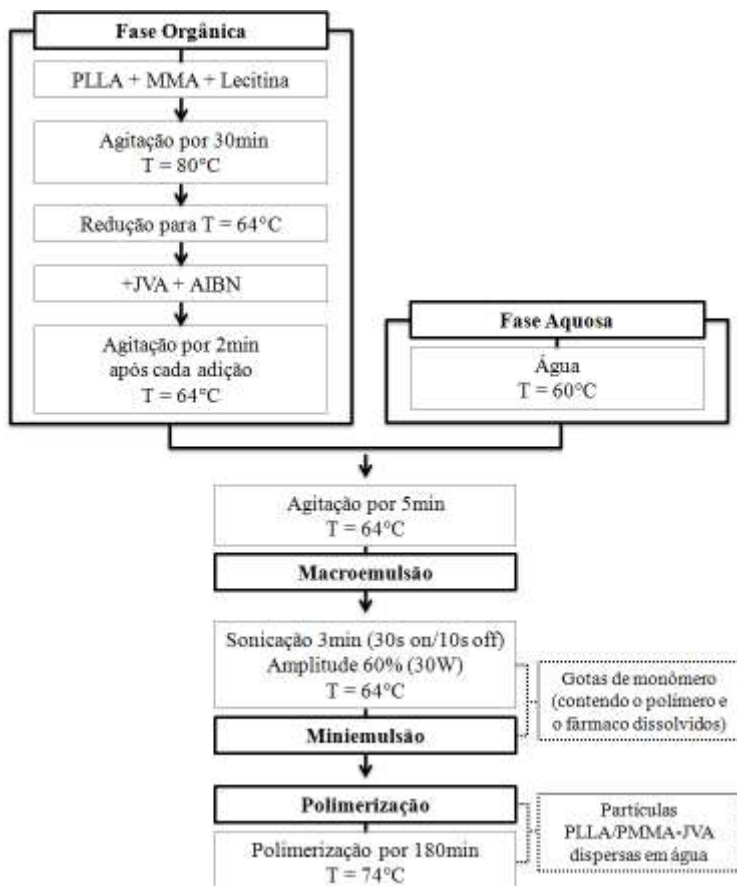 Fase Orgânica
PLLA + MMA + Lecitina
Agitação por 30min
T = 80°C
Redução para T = 64°C
+JVA + AIBN
Agitação por 2min
após cada adição
T = 64°C
Fase Aquosa
Água
T = 60°C
Agitação por 5min
T = 64°C
Macroemulsão
Sonicação 3min (30s on/10s off)
Amplitude 60% (30W)
T = 64°C
Miniemulsão
Gotas de monômero
(contendo o polímero e
o fármaco dissolvidos)
Polimerização
Polimerização por 180min
T = 74°C
Partículas
PLLA/PMMA-JVA
dispersas em água